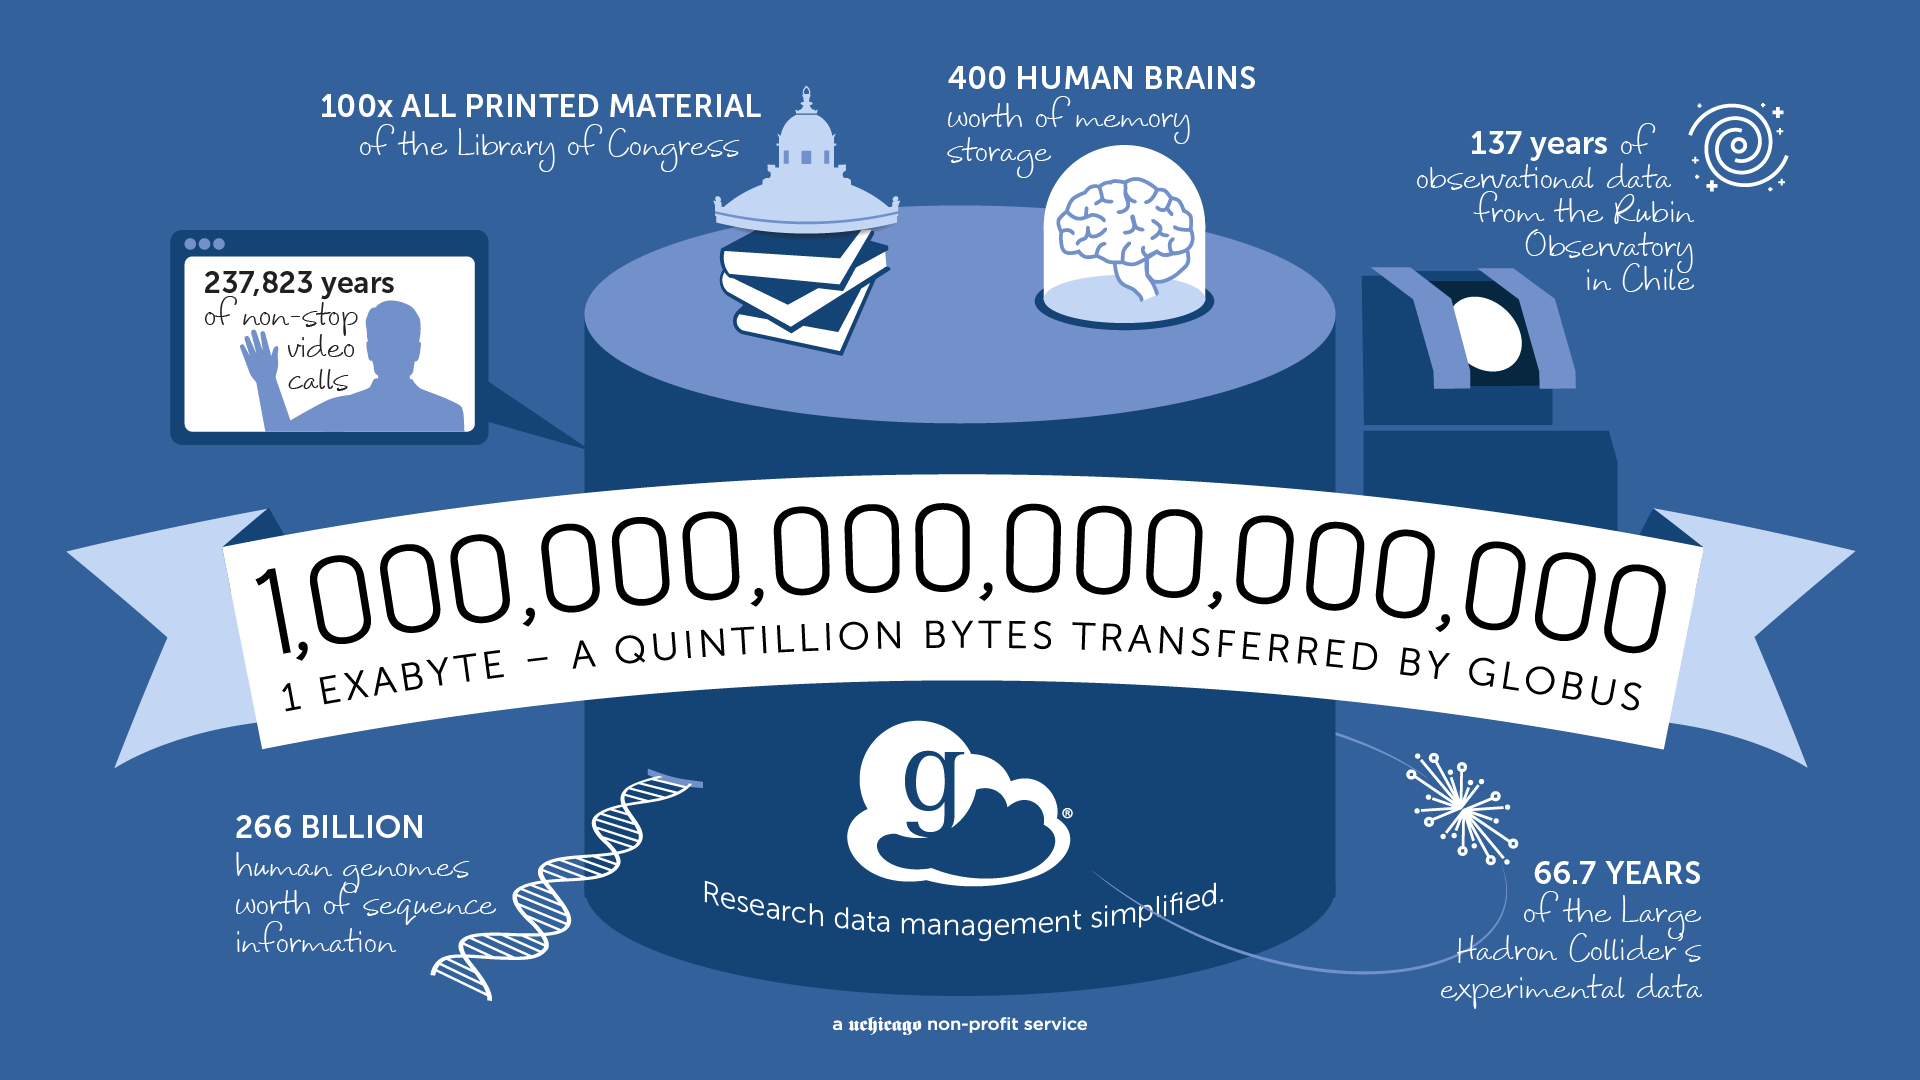 100x ALL PRINTED MATERIAL
of the Library of Congress
400 HUMAN BRAINS
worth of memory
storage
137 years of
observational data
from the Rubin
Observatory
in Chile
237,823 years
of non-stop
video
calls
1,000,000,000,000,000,000
1 EXABYTE – A QUINTILLION BYTES TRANSFERRED BY GLOBUS
266 BILLION
human genomes
worth of sequence
information
g
®
Research data management simplified.
66.7 YEARS
of the Large
Hadron Collider's
experimental data
a uchicago non-profit service